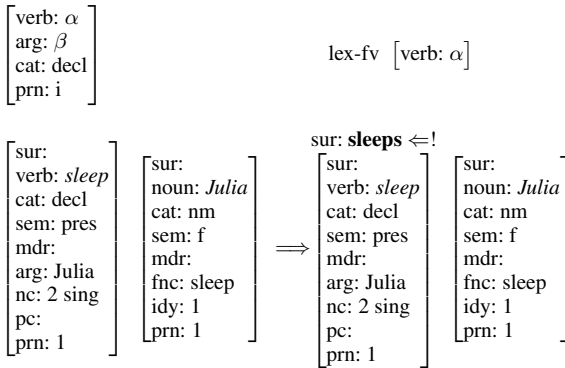 verb: α
arg: β
cat: decl
prn: i
lex-fv [verb: α]
sur: sleeps ⇐!
sur:
verb: sleep
cat: decl
sem: pres
mdr:
arg: Julia
nc: 2 sing
pc:
prn: 1
sur:
noun: Julia
cat: nm
sem: f
mdr:
fnc: sleep
idy: 1
prn: 1
⟹
sur:
verb: sleep
cat: decl
sem: pres
mdr:
arg: Julia
nc: 2 sing
pc:
prn: 1
sur:
noun: Julia
cat: nm
sem: f
mdr:
fnc: sleep
idy: 1
prn: 1